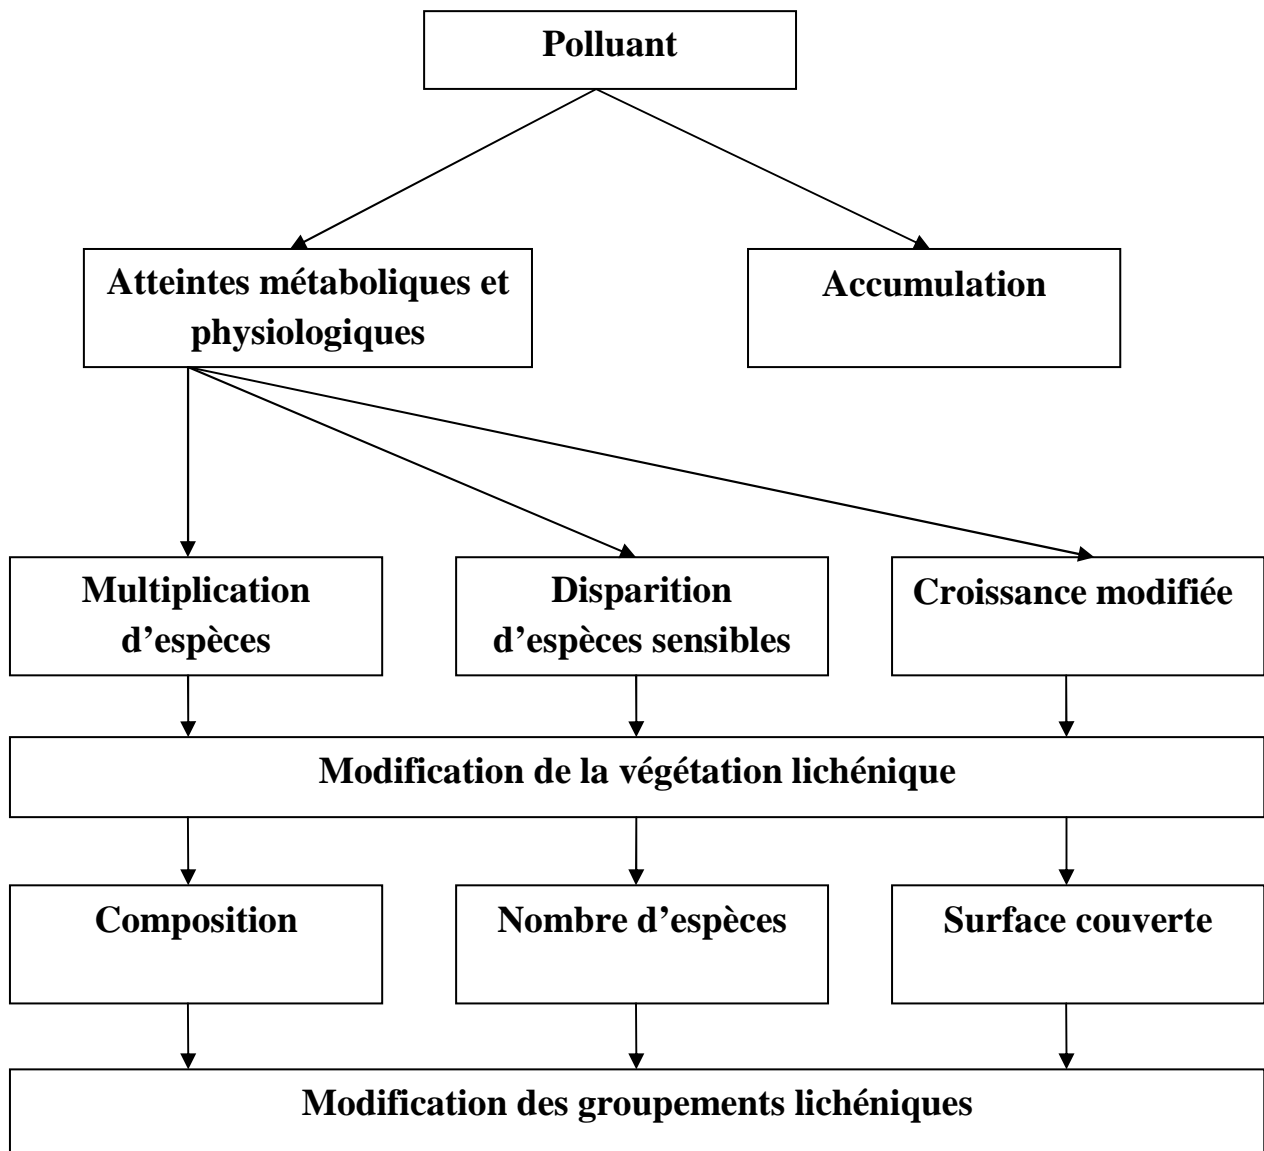 Polluant
Atteintes métaboliques et
physiologiques
Accumulation
Multiplication
d’espèces
Disparition
d’espèces sensibles
Croissance modifiée
Modification de la végétation lichénique
Composition
Nombre d’espèces
Surface couverte
Modification des groupements lichéniques